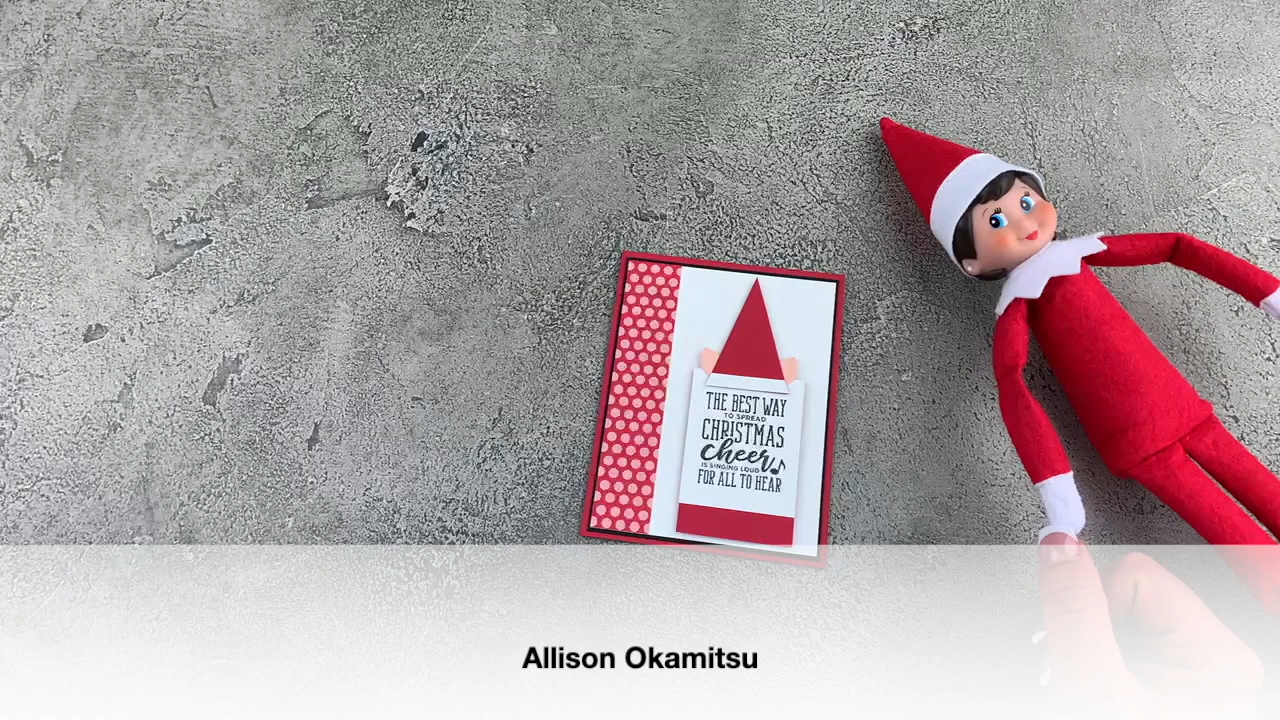 THE BEST WAY
TO SPREAD
CHRISTMAS
cheer
IS SINGING LOUD
FOR ALL TO HEAR
Allison Okamitsu